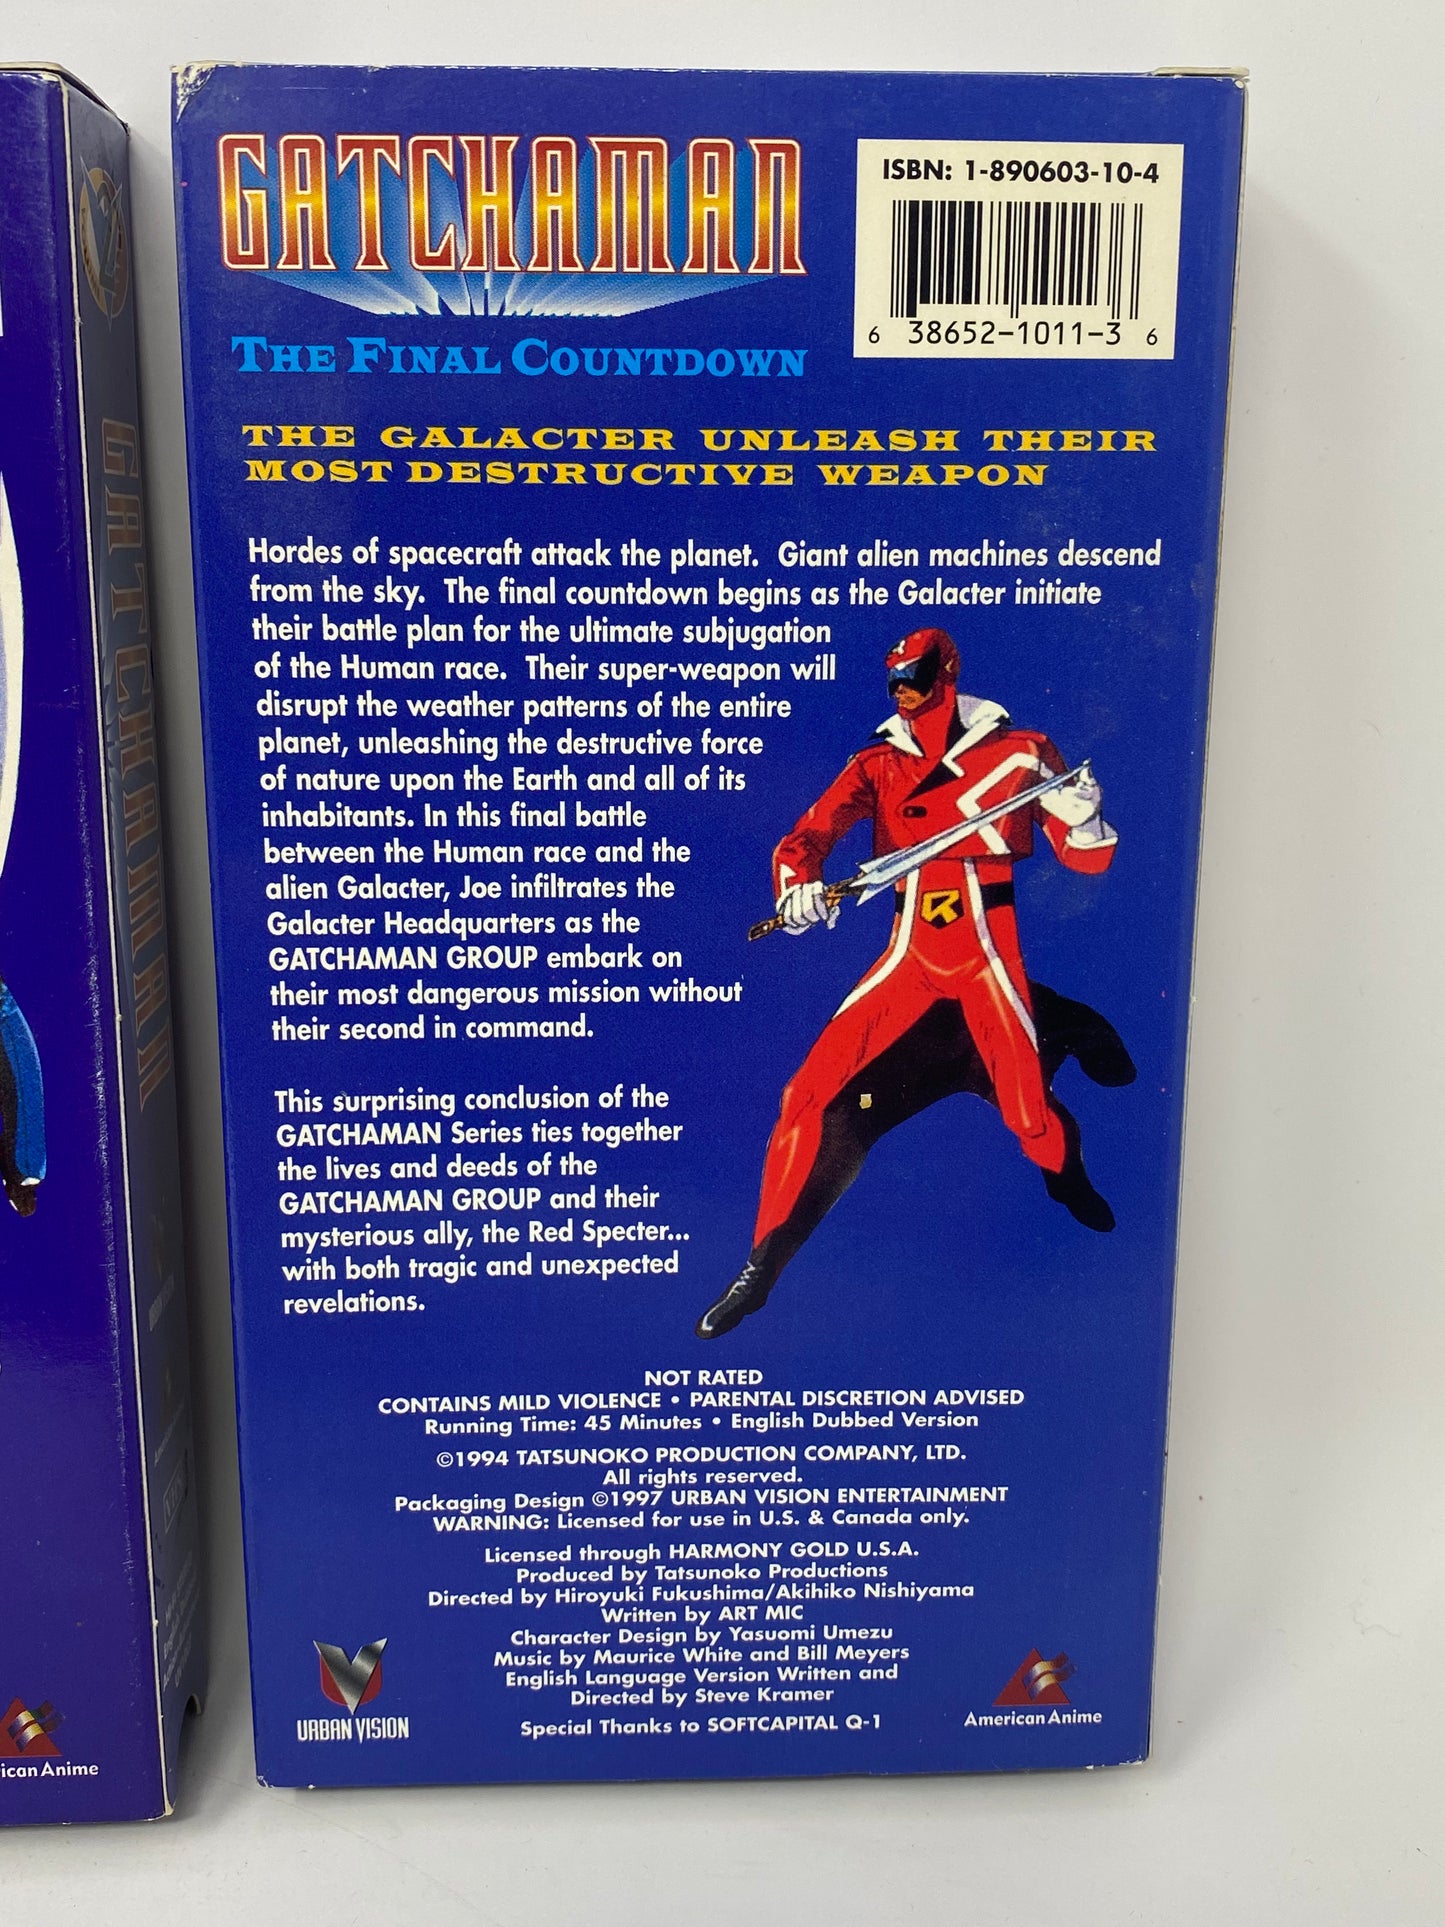 GATCHAMAN
THE FINAL COUNTDOWN
ISBN: 1-890603-10-4
6 38652-1011-3 6
THE GALACTER UNLEASH THEIR
MOST DESTRUCTIVE WEAPON
Hordes of spacecraft attack the planet. Giant alien machines descend
from the sky. The final countdown begins as the Galacter initiate
their battle plan for the ultimate subjugation
of the Human race. Their super-weapon will
disrupt the weather patterns of the entire
planet, unleashing the destructive force
of nature upon the Earth and all of its
inhabitants. In this final battle
between the Human race and the
alien Galacter, Joe infiltrates the
Galacter Headquarters as the
GATCHAMAN GROUP embark on
their most dangerous mission without
their second in command.
This surprising conclusion of the
GATCHAMAN Series ties together
the lives and deeds of the
GATCHAMAN GROUP and their
mysterious ally, the Red Specter...
with both tragic and unexpected
revelations.
NOT RATED
CONTAINS MILD VIOLENCE • PARENTAL DISCRETION ADVISED
Running Time: 45 Minutes • English Dubbed Version
©1994 TATSUNOKO PRODUCTION COMPANY, LTD.
All rights reserved.
Packaging Design ©1997 URBAN VISION ENTERTAINMENT
WARNING: Licensed for use in U.S. & Canada only.
Licensed through HARMONY GOLD U.S.A.
Produced by Tatsunoko Productions
Directed by Hiroyuki Fukushima/Akihiko Nishiyama
Written by ART MIC
Character Design by Yasuomi Umezu
Music by Maurice White and Bill Meyers
English Language Version Written and
Directed by Steve Kramer
Special Thanks to SOFTCAPITAL Q-1
URBAN VISION
American Anime
GATCHAMAN
URBAN VISION
ican Anime